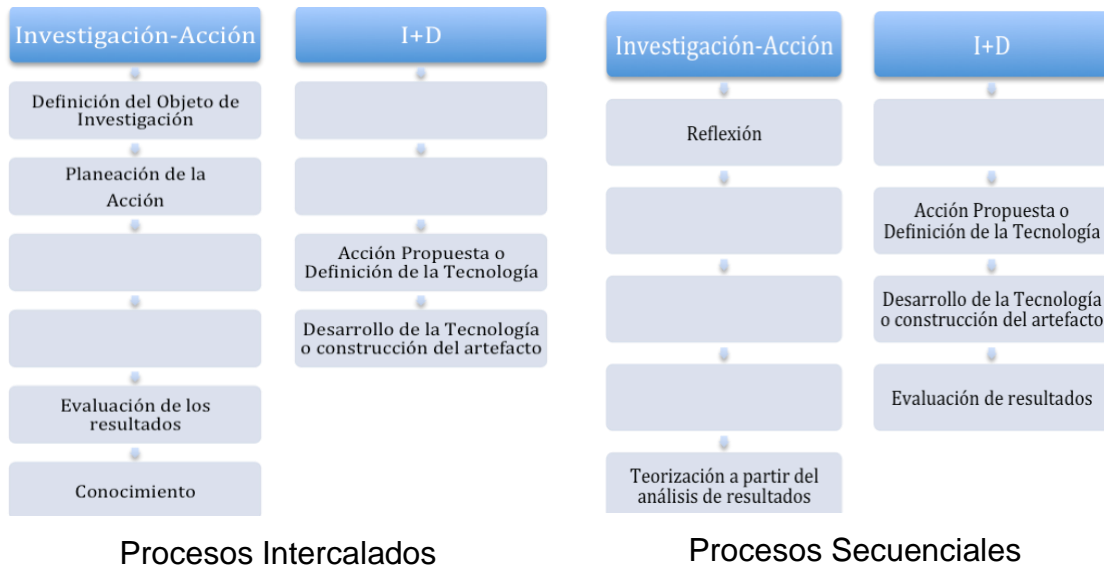 Investigación-Acción
Definición del Objeto de
Investigación
Planeación de la
Acción
Evaluación de los
resultados
Conocimiento
I+D
Acción Propuesta o
Definición de la Tecnología
Desarrollo de la Tecnología
o construcción del artefacto
Procesos Intercalados
Investigación-Acción
Reflexión
Teorización a partir del
análisis de resultados
I+D
Acción Propuesta o
Definición de la Tecnología
Desarrollo de la Tecnología
o construcción del artefacto
Evaluación de resultados
Procesos Secuenciales